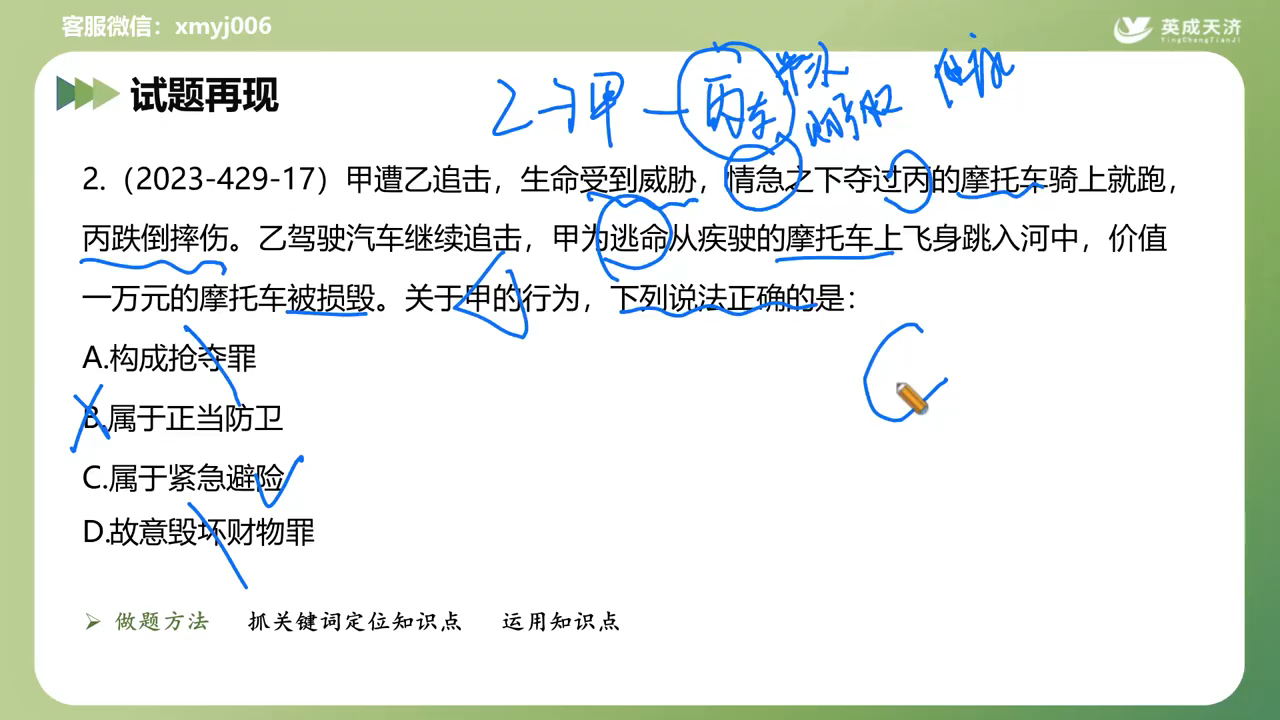 客服微信：xmyj006
英成天济
YingChengTianJi
试题再现
乙→甲—丙车
2.（2023-429-17）甲遭乙追击，生命受到威胁，情急之下夺过丙的摩托车骑上就跑，
丙跌倒摔伤。乙驾驶汽车继续追击，甲为逃命从疾驶的摩托车上飞身跳入河中，价值
一万元的摩托车被损毁。关于甲的行为，下列说法正确的是：
A.构成抢夺罪
B.属于正当防卫
C.属于紧急避险
D.故意毁坏财物罪
做题方法 抓关键词定位知识点 运用知识点